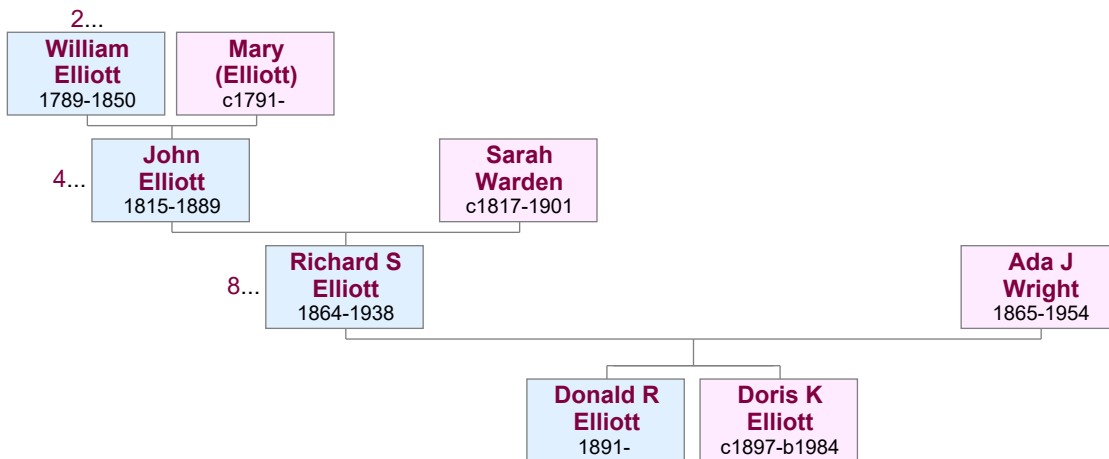 2...
William
Elliott
1789-1850
Mary
(Elliott)
c1791-
4...
John
Elliott
1815-1889
Sarah
Warden
c1817-1901
8...
Richard S
Elliott
1864-1938
Ada J
Wright
1865-1954
Donald R
Elliott
1891-
Doris K
Elliott
c1897-b1984